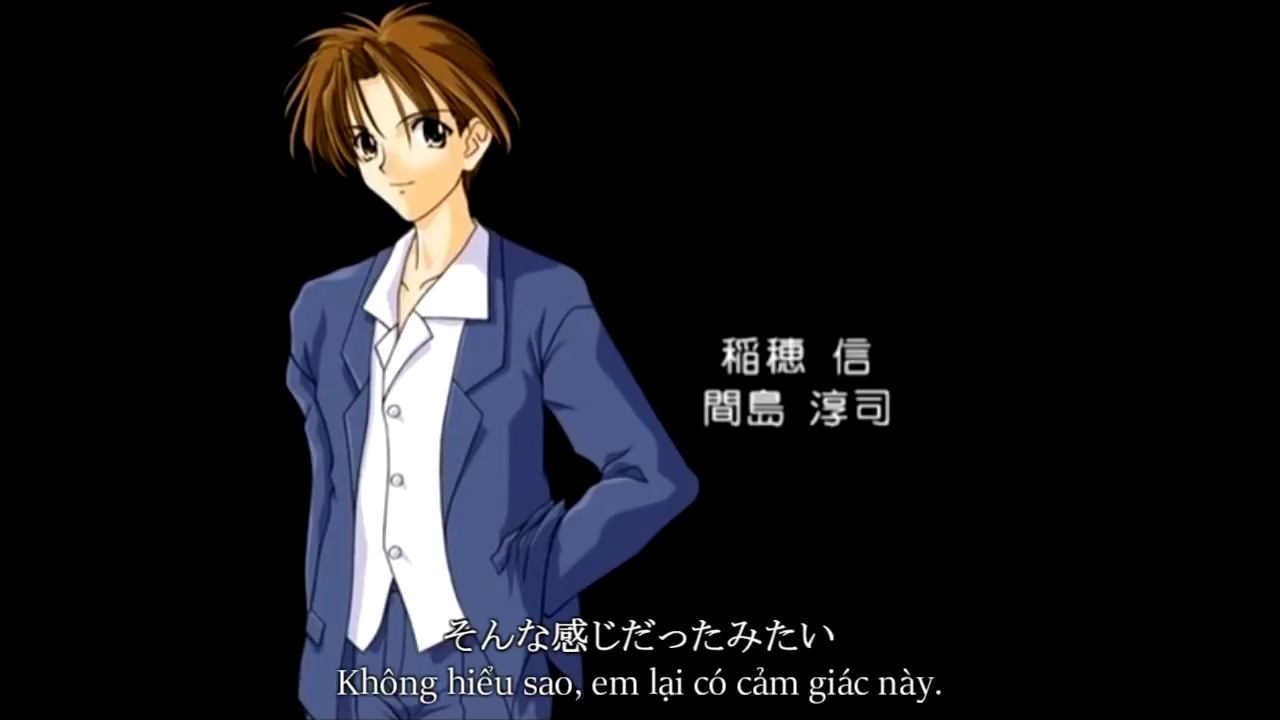 稲穂 信
間島 淳司
そんな感じだったみたい
Không hiểu sao, em lại có cảm giác này.